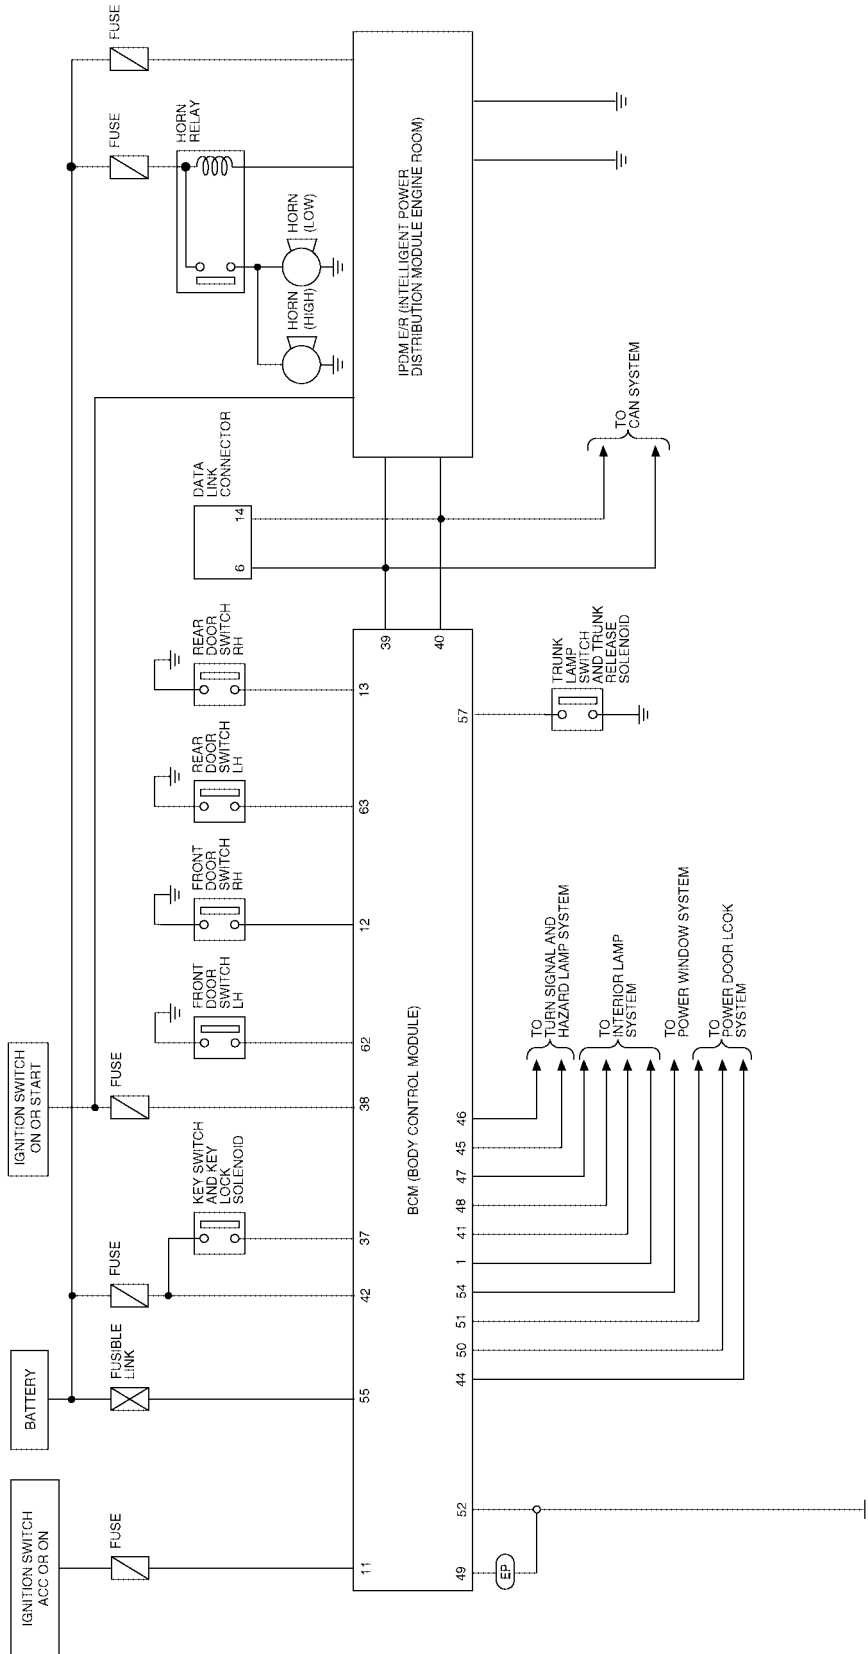 IGNITION SWITCH
ACC OR ON
BATTERY
IGNITION SWITCH
ON OR START
FUSE
FUSIBLE
LINK
FUSE
FUSE
FUSE
FUSE
KEY SWITCH
AND KEY
LOCK
SOLENOID
FRONT
DOOR
SWITCH
LH
FRONT
DOOR
SWITCH
RH
REAR
DOOR
SWITCH
LH
REAR
DOOR
SWITCH
RH
DATA
LINK
CONNECTOR
6
14
HORN
RELAY
HORN
(HIGH)
HORN
(LOW)
11
55
42
37
38
62
12
63
13
39
40
BCM (BODY CONTROL MODULE)
IPDM E/R (INTELLIGENT POWER
DISTRIBUTION MODULE ENGINE ROOM)
49
52
44
50
51
54
1
41
48
47
45
46
57
EP
TO
TURN SIGNAL AND
HAZARD LAMP SYSTEM
TO
INTERIOR LAMP
SYSTEM
TO
POWER WINDOW SYSTEM
TO
POWER DOOR LCOK
SYSTEM
TRUNK
LAMP
SWITCH
AND TRUNK
RELEASE
SOLENOID
TO
CAN SYSTEM